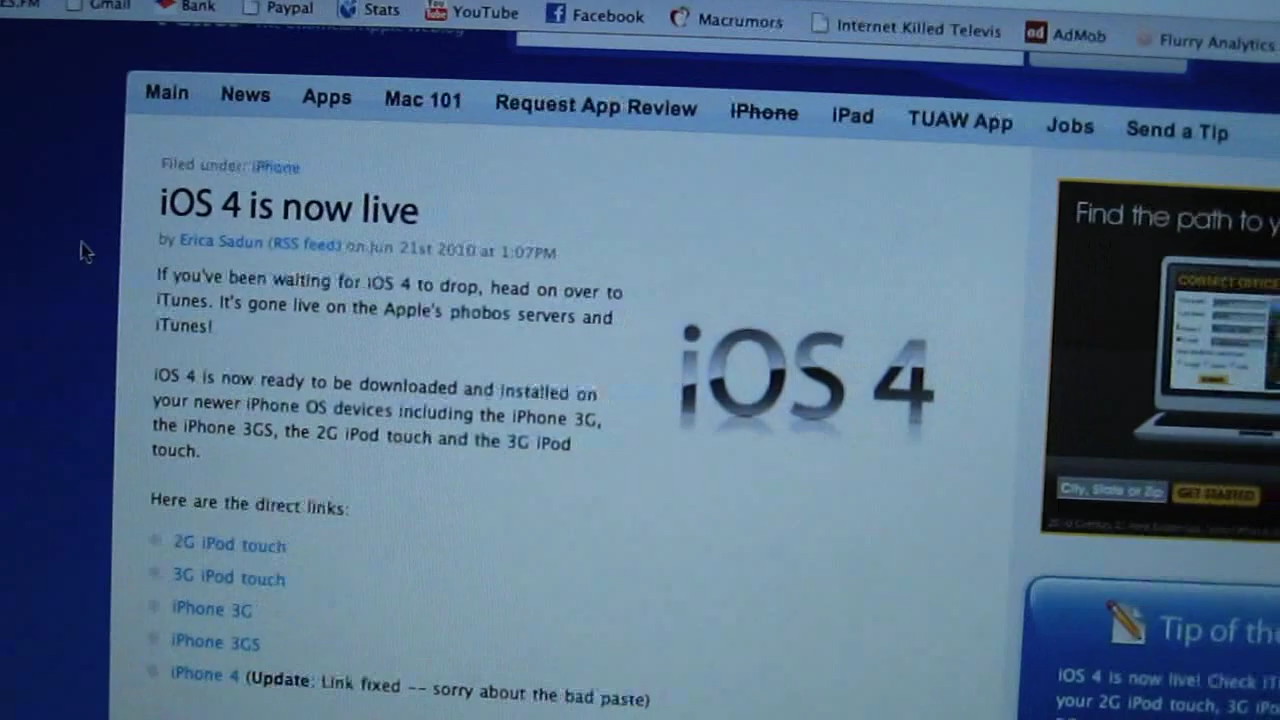 Gmail Bank Paypal Stats YouTube Facebook Macrumors Internet Killed Televis AdMob Flurry Analytics
Main News Apps Mac 101 Request App Review iPhone iPad TUAW App Jobs Send a Tip
Filed under: iPhone
iOS 4 is now live
by Erica Sadun (RSS feed) on Jun 21st 2010 at 1:07PM
If you've been waiting for iOS 4 to drop, head on over to
iTunes. It's gone live on the Apple's phobos servers and
iTunes!
iOS 4 is now ready to be downloaded and installed on
your newer iPhone OS devices including the iPhone 3G,
the iPhone 3GS, the 2G iPod touch and the 3G iPod
touch.
Here are the direct links:
2G iPod touch
3G iPod touch
iPhone 3G
iPhone 3GS
iPhone 4 (Update: Link fixed -- sorry about the bad paste)
iOS 4
Find the path to y
City, State or Zip GET STARTED
Tip of the
iOS 4 is now live! Check iT
your 2G iPod touch, 3G iPo